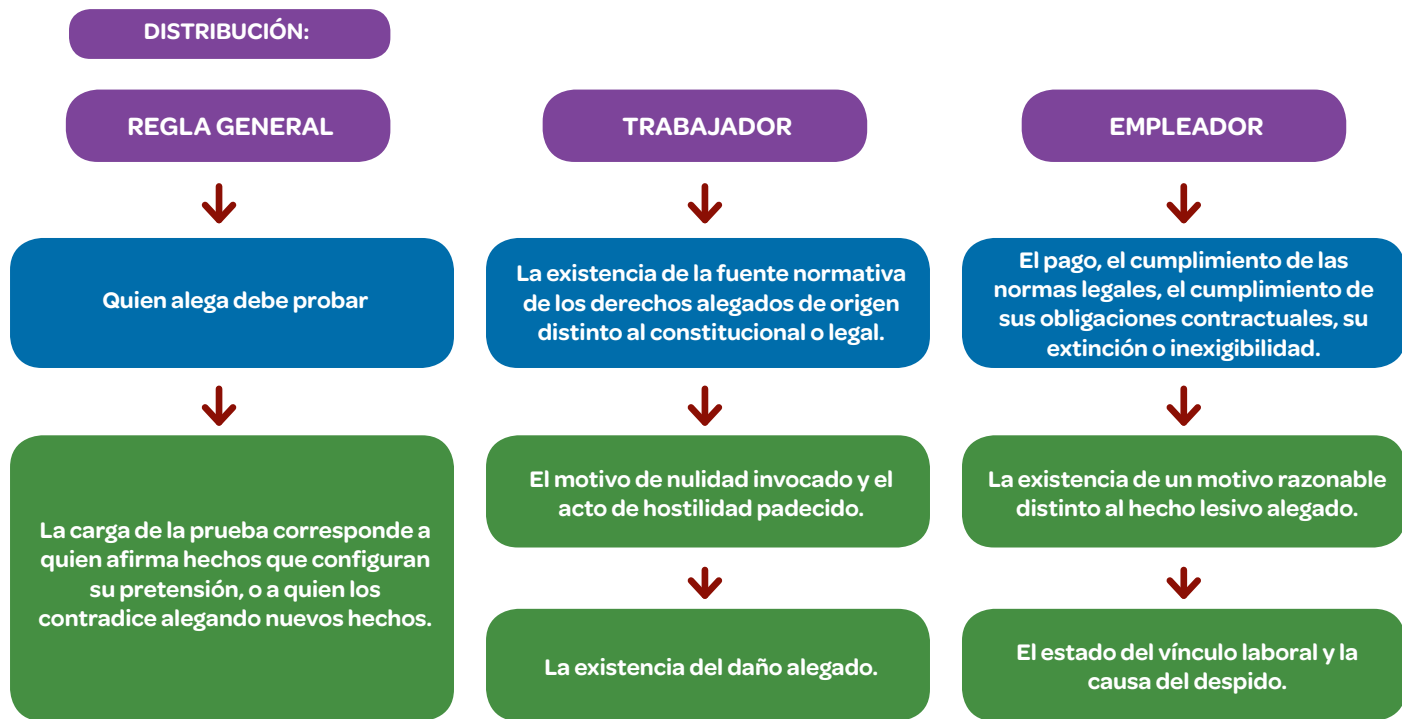 DISTRIBUCIÓN:
REGLA GENERAL
Quien alega debe probar
La carga de la prueba corresponde a
quien afirma hechos que configuran
su pretensión, o a quien los
contradice alegando nuevos hechos.
TRABAJADOR
La existencia de la fuente normativa
de los derechos alegados de origen
distinto al constitucional o legal.
El motivo de nulidad invocado y el
acto de hostilidad padecido.
La existencia del daño alegado.
EMPLEADOR
El pago, el cumplimiento de las
normas legales, el cumplimiento de
sus obligaciones contractuales, su
extinción o inexigibilidad.
La existencia de un motivo razonable
distinto al hecho lesivo alegado.
El estado del vínculo laboral y la
causa del despido.